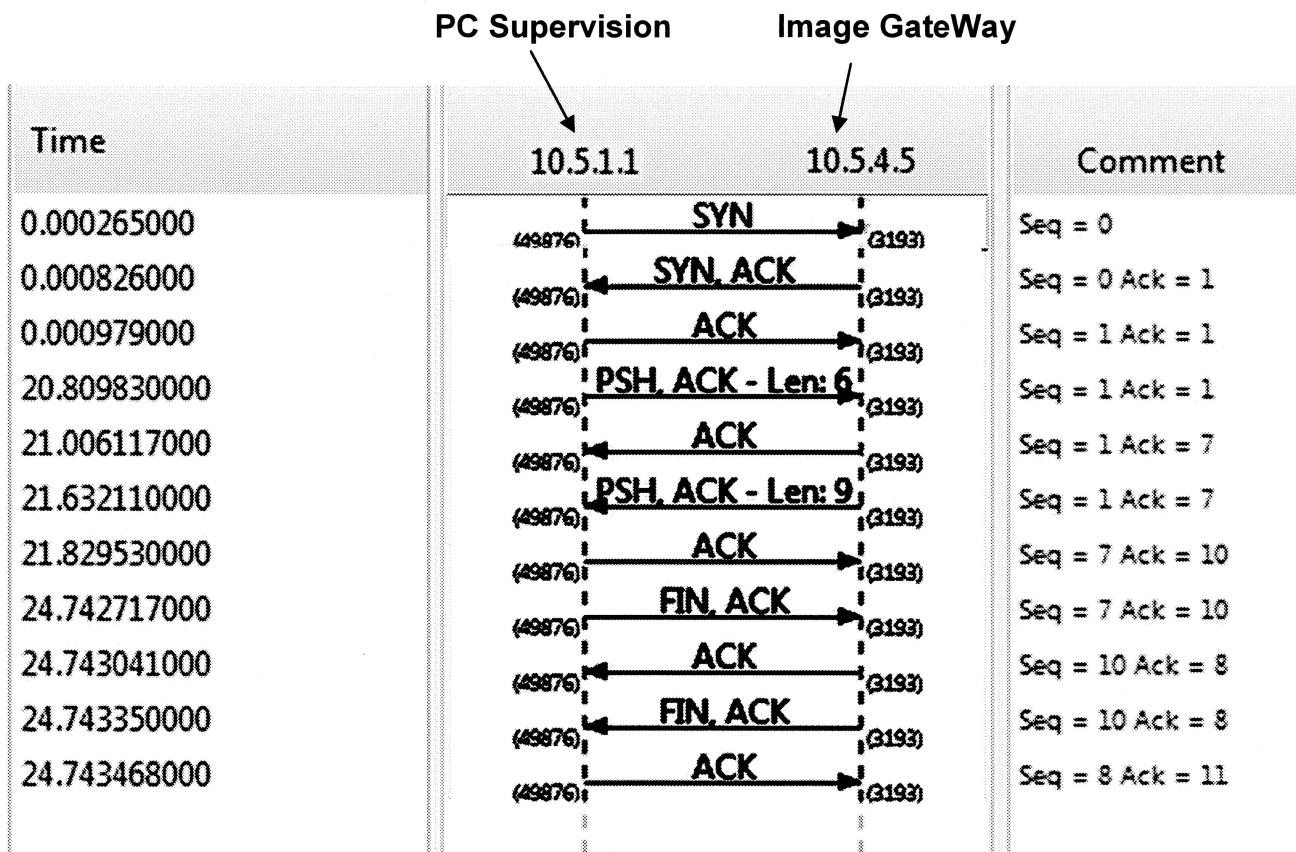 PC Supervision Image GateWay
Time 10.5.1.1 10.5.4.5 Comment
0.000265000 (49876) SYN (3193) Seq = 0
0.000826000 (49876) SYN, ACK (3193) Seq = 0 Ack = 1
0.000979000 (49876) ACK (3193) Seq = 1 Ack = 1
20.809830000 (49876) PSH, ACK - Len: 6 (3193) Seq = 1 Ack = 1
21.006117000 (49876) ACK (3193) Seq = 1 Ack = 7
21.632110000 (49876) PSH, ACK - Len: 9 (3193) Seq = 1 Ack = 7
21.829530000 (49876) ACK (3193) Seq = 7 Ack = 10
24.742717000 (49876) FIN, ACK (3193) Seq = 7 Ack = 10
24.743041000 (49876) ACK (3193) Seq = 10 Ack = 8
24.743350000 (49876) FIN, ACK (3193) Seq = 10 Ack = 8
24.743468000 (49876) ACK (3193) Seq = 8 Ack = 11